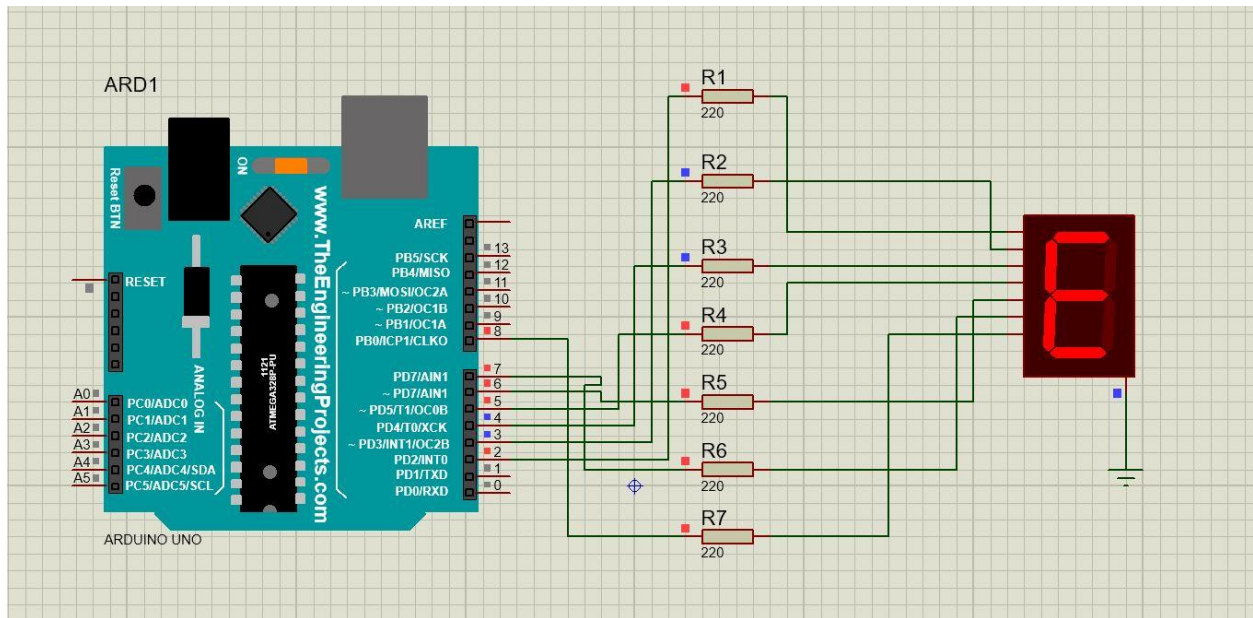 ARD1
ON
Reset BTN
www.TheEngineeringProjects.com
RESET
ANALOG IN
1121
ATMEGA328P-PU
AREF
PB5/SCK 13
PB4/MISO 12
~ PB3/MOSI/OC2A 11
~ PB2/OC1B 10
~ PB1/OC1A 9
PB0/ICP1/CLKO 8
PD7/AIN1 7
~ PD7/AIN1 6
~ PD5/T1/OC0B 5
PD4/T0/XCK 4
~ PD3/INT1/OC2B 3
PD2/INT0 2
PD1/TXD 1
PD0/RXD 0
A0 PC0/ADC0
A1 PC1/ADC1
A2 PC2/ADC2
A3 PC3/ADC3
A4 PC4/ADC4/SDA
A5 PC5/ADC5/SCL
ARDUINO UNO
R1
220
R2
220
R3
220
R4
220
R5
220
R6
220
R7
220
E